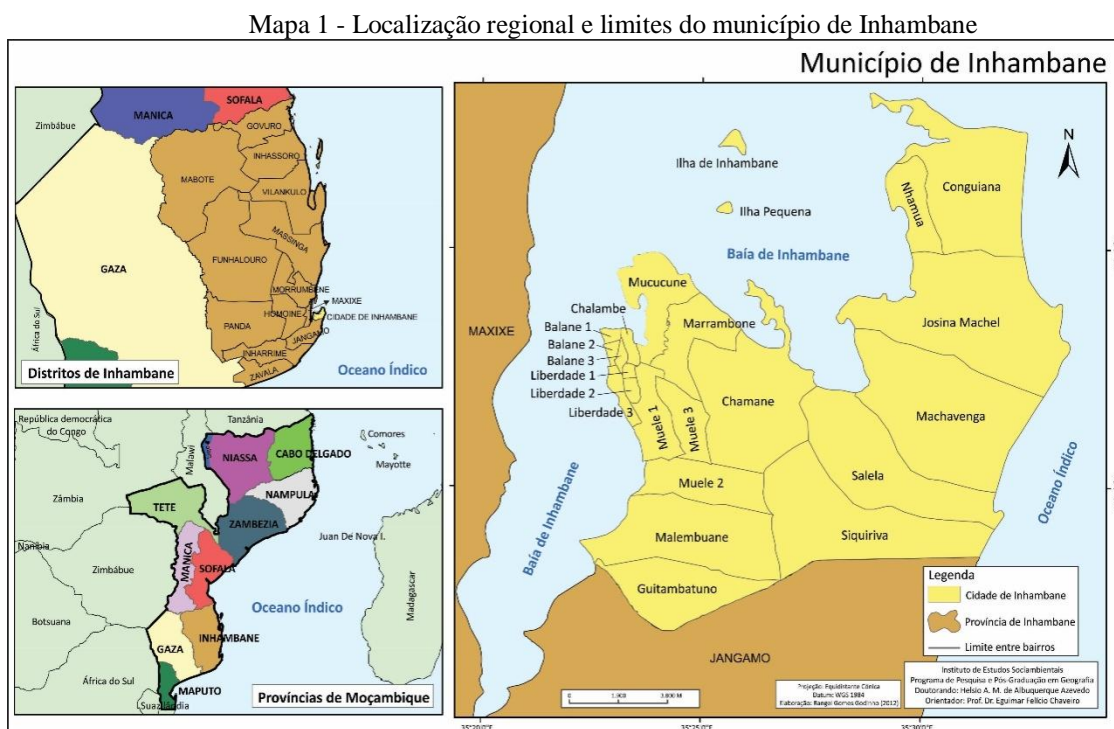 Mapa 1 - Localização regional e limites do município de Inhambane
Município de Inhambane
Zimbábue
MANICA
SOFALA
GOVURO
INHASSORO
MABOTE
VILANKULO
MASSINGA
GAZA
FUNHALOURO
MORRUMBENE
MAXIXE
HOMOINE
CIDADE DE INHAMBANE
PANDA
JANGAMO
INHARRIME
ZAVALA
África do Sul
Oceano Índico
Distritos de Inhambane
República democrática
do Congo
Tanzânia
Comores
Mayotte
Malawi
NIASSA
CABO DELGADO
NAMPULA
Zâmbia
TETE
ZAMBEZIA
Juan De Nova I.
Namíbia
Zimbábue
MANICA
SOFALA
Oceano Índico
Madagascar
Botsuana
INHAMBANE
GAZA
África do Sul
MAPUTO
Suazilândia
Províncias de Moçambique
N
Ilha de Inhambane
Ilha Pequena
Baía de Inhambane
Nhamua
Conguiana
Mucucune
MAXIXE
Chalambe
Balane 1
Balane 2
Balane 3
Liberdade 1
Liberdade 2
Liberdade 3
Marrambone
Josina Machel
Muele 1
Muele 3
Chamane
Machavenga
Salela
Muele 2
Baía de Inhambane
Oceano Índico
Malembuane
Siquiriva
Guitambatuno
JANGAMO
Legenda
Cidade de Inhambane
Província de Inhambane
Limite entre bairros
0
Projeção: Equidistante Cônica
Datum: WGS 1984
Elaboração: Rangel Gomes Godinho (2012)
Instituto de Estudos Sociambientais
Programa de Pesquisa e Pós-Graduação em Geografia
Doutorando: Helsio A. M. de Albuquerque Azevedo
Orientador: Prof. Dr. Eguimar Felício Chaveiro